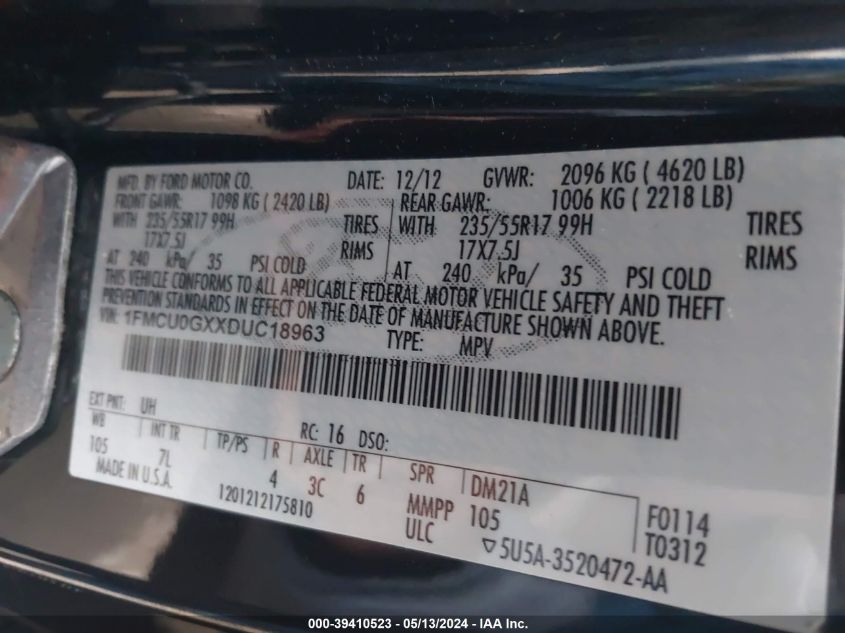 MFD. BY FORD MOTOR CO. DATE: 12/12 GVWR: 2096 KG ( 4620 LB)
FRONT GAWR: 1098 KG ( 2420 LB) REAR GAWR: 1006 KG ( 2218 LB)
WITH 235/55R17 99H TIRES WITH 235/55R17 99H TIRES
17X7.5J RIMS 17X7.5J RIMS
AT 240 kPa/ 35 PSI COLD AT 240 kPa/ 35 PSI COLD
THIS VEHICLE CONFORMS TO ALL APPLICABLE FEDERAL MOTOR VEHICLE SAFETY AND THEFT
PREVENTION STANDARDS IN EFFECT ON THE DATE OF MANUFACTURE SHOWN ABOVE.
VIN: 1FMCU0GXXDUC18963 TYPE: MPV
EXT PNT: UH RC: 16 DSO:
WB INT TR TP/PS R AXLE TR SPR DM21A F0114
105 7L 4 3C 6 MMPP 105 T0312
MADE IN U.S.A. 1201212175810 ULC ▽5U5A-3520472-AA
000-39410523 - 05/13/2024 - IAA Inc.